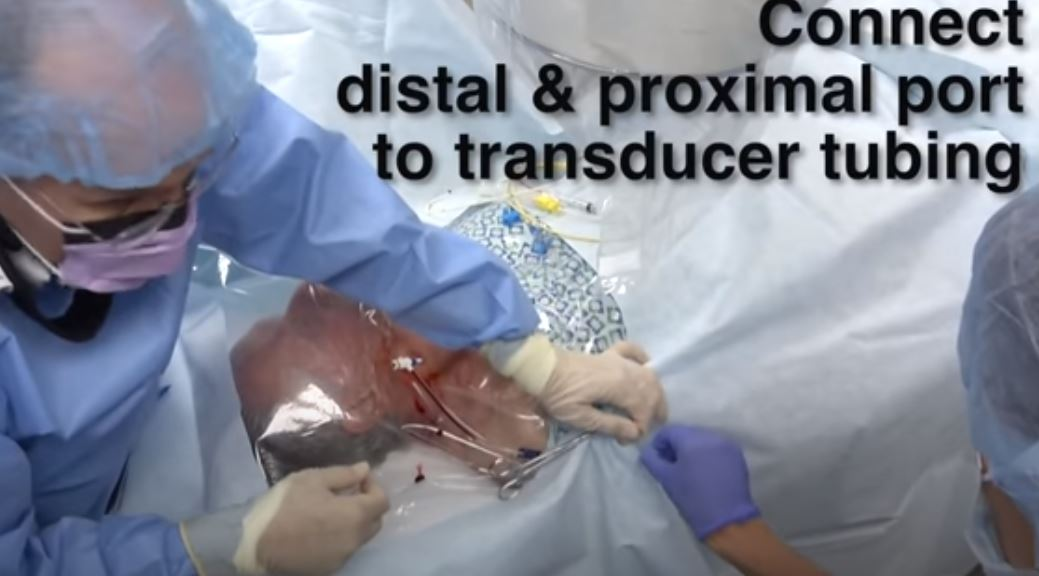 Connect
distal & proximal port
to transducer tubing